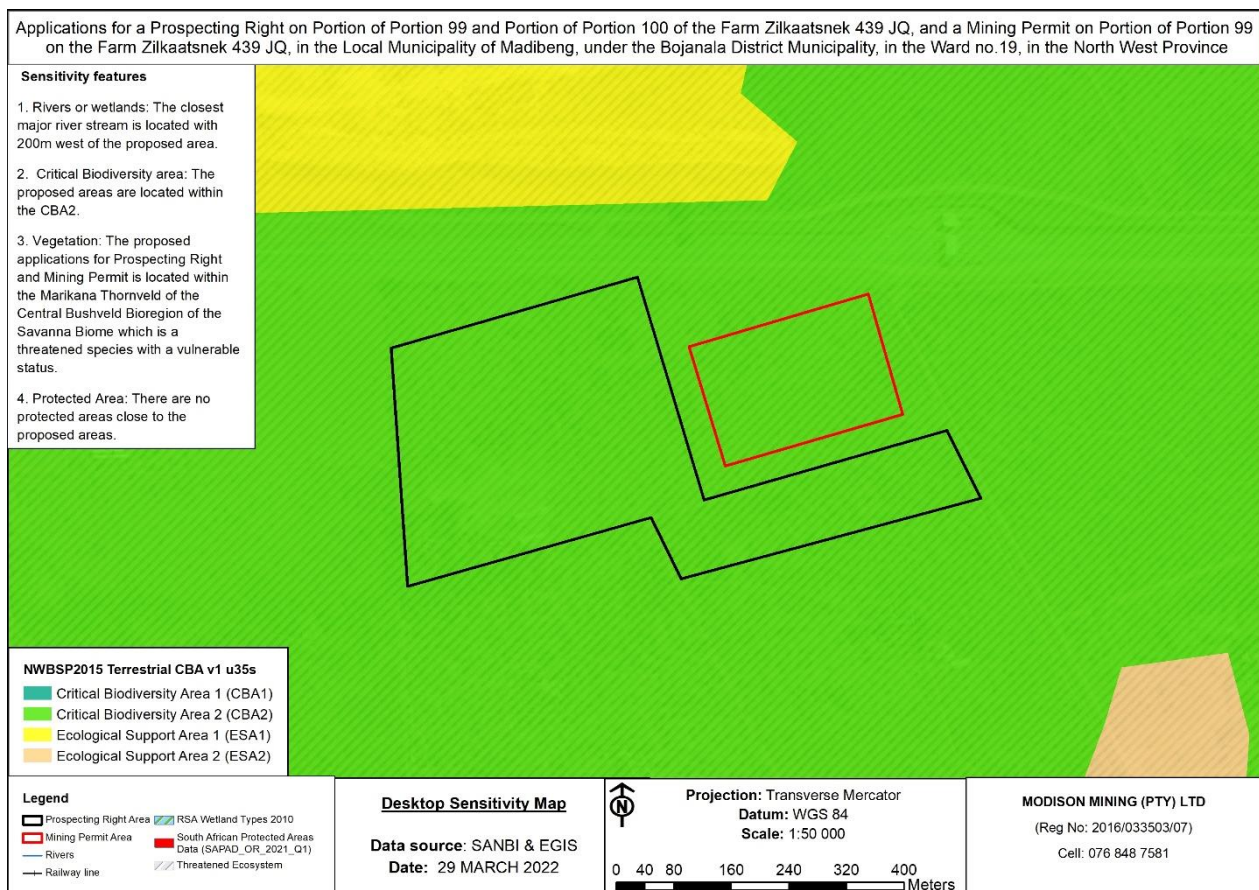 Applications for a Prospecting Right on Portion of Portion 99 and Portion of Portion 100 of the Farm Zilkaatsnek 439 JQ, and a Mining Permit on Portion of Portion 99
on the Farm Zilkaatsnek 439 JQ, in the Local Municipality of Madibeng, under the Bojanala District Municipality, in the Ward no.19, in the North West Province
Sensitivity features
1. Rivers or wetlands: The closest
major river stream is located with
200m west of the proposed area.
2. Critical Biodiversity area: The
proposed areas are located within
the CBA2.
3. Vegetation: The proposed
applications for Prospecting Right
and Mining Permit is located within
the Marikana Thornveld of the
Central Bushveld Bioregion of the
Savanna Biome which is a
threatened species with a vulnerable
status.
4. Protected Area: There are no
protected areas close to the
proposed areas.
NWBSP2015 Terrestrial CBA v1 u35s
Critical Biodiversity Area 1 (CBA1)
Critical Biodiversity Area 2 (CBA2)
Ecological Support Area 1 (ESA1)
Ecological Support Area 2 (ESA2)
Legend
Prospecting Right Area
Mining Permit Area
Rivers
Railway line
RSA Wetland Types 2010
South African Protected Areas
Data (SAPAD_OR_2021_Q1)
Threatened Ecosystem
Desktop Sensitivity Map
Data source: SANBI & EGIS
Date: 29 MARCH 2022
N
Projection: Transverse Mercator
Datum: WGS 84
Scale: 1:50 000
0 40 80 160 240 320 400
Meters
MODISON MINING (PTY) LTD
(Reg No: 2016/033503/07)
Cell: 076 848 7581